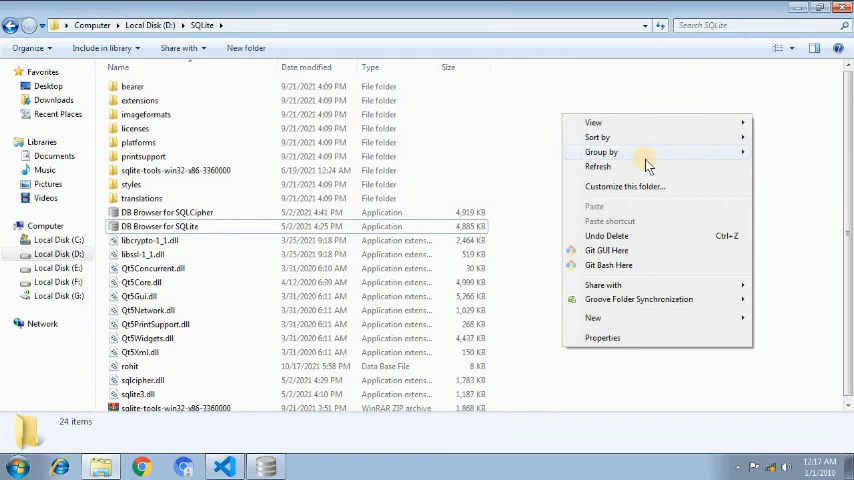 Computer ▸ Local Disk (D:) ▸ SQLite ▸
Search SQLite
Organize Include in library Share with New folder
Name Date modified Type Size
Favorites
Desktop
Downloads
Recent Places
Libraries
Documents
Music
Pictures
Videos
Computer
Local Disk (C:)
Local Disk (D:)
Local Disk (E:)
Local Disk (F:)
Local Disk (G:)
Network
bearer 9/21/2021 4:09 PM File folder
extensions 9/21/2021 4:09 PM File folder
imageformats 9/21/2021 4:09 PM File folder
licenses 9/21/2021 4:09 PM File folder
platforms 9/21/2021 4:09 PM File folder
printsupport 9/21/2021 4:09 PM File folder
sqlite-tools-win32-x86-3360000 6/19/2021 12:24 AM File folder
styles 9/21/2021 4:09 PM File folder
translations 9/21/2021 4:09 PM File folder
DB Browser for SQLCipher 5/2/2021 4:41 PM Application 4,919 KB
DB Browser for SQLite 5/2/2021 4:25 PM Application 4,885 KB
libcrypto-1_1.dll 3/25/2021 9:18 PM Application extens... 2,464 KB
libssl-1_1.dll 3/25/2021 9:18 PM Application extens... 519 KB
Qt5Concurrent.dll 3/31/2020 6:10 AM Application extens... 30 KB
Qt5Core.dll 4/12/2020 6:39 AM Application extens... 4,999 KB
Qt5Gui.dll 3/31/2020 6:11 AM Application extens... 5,266 KB
Qt5Network.dll 3/31/2020 6:10 AM Application extens... 1,029 KB
Qt5PrintSupport.dll 3/31/2020 6:11 AM Application extens... 268 KB
Qt5Widgets.dll 3/31/2020 6:11 AM Application extens... 4,437 KB
Qt5Xml.dll 3/31/2020 6:10 AM Application extens... 150 KB
rohit 10/17/2021 5:58 PM Data Base File 8 KB
sqlcipher.dll 5/2/2021 4:29 PM Application extens... 1,783 KB
sqlite3.dll 5/2/2021 4:10 PM Application extens... 1,187 KB
sqlite-tools-win32-x86-3360000 9/21/2021 3:51 PM WinRAR ZIP archive 1,868 KB
View
Sort by
Group by
Refresh
Customize this folder...
Paste
Paste shortcut
Undo Delete Ctrl+Z
Git GUI Here
Git Bash Here
Share with
Groove Folder Synchronization
New
Properties
24 items
12:17 AM
1/1/2010